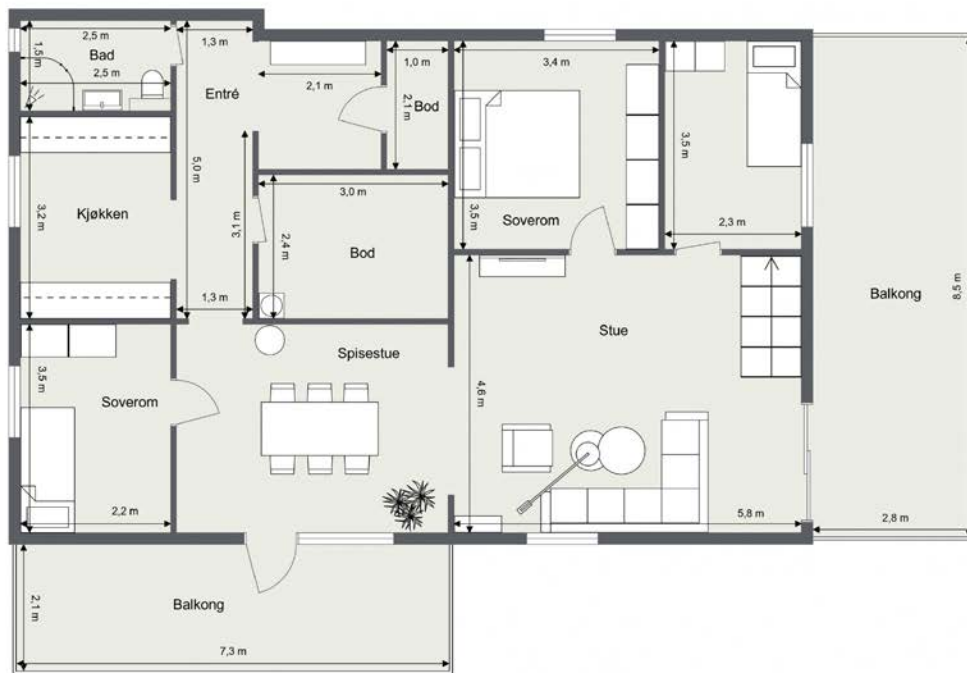 2,5 m
Bad
1,5 m
2,5 m
1,3 m
Entré
2,1 m
1,0 m
2,1 m
Bod
3,4 m
3,5 m
Soverom
3,5 m
2,3 m
Kjøkken
3,2 m
5,0 m
3,1 m
1,3 m
3,0 m
2,4 m
Bod
Balkong
8,5 m
2,8 m
Stue
4,6 m
5,8 m
Spisestue
3,5 m
Soverom
2,2 m
Balkong
2,1 m
7,3 m